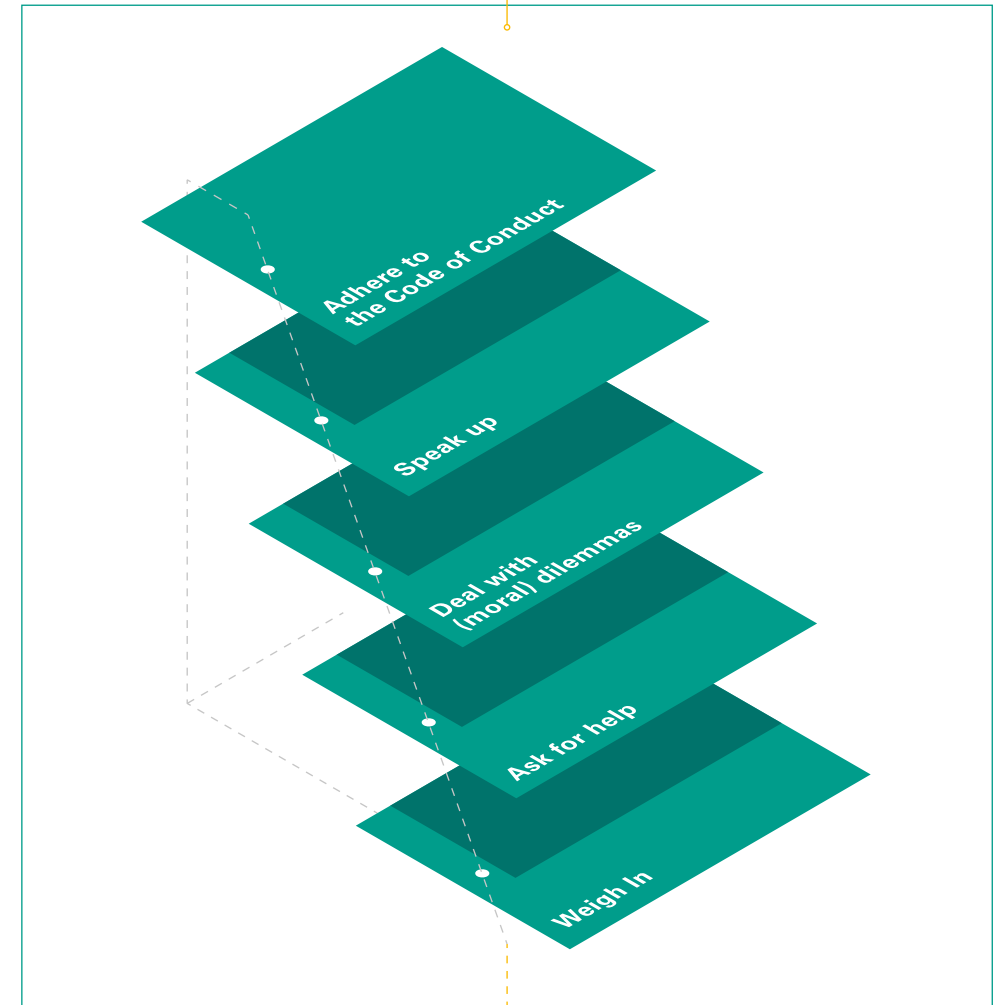 Adhere to
the Code of Conduct
Speak up
Deal with
(moral) dilemmas
Ask for help
Weigh In